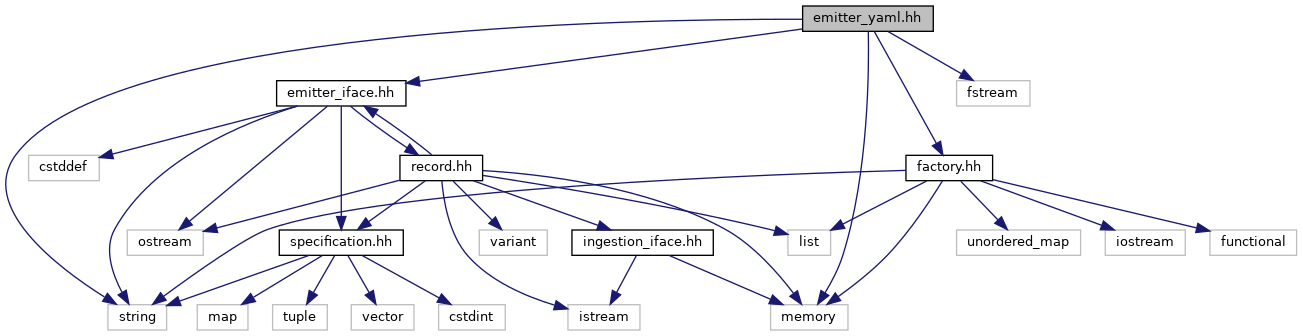 emitter_yaml.hh
emitter_iface.hh
fstream
cstddef
record.hh
factory.hh
ostream
specification.hh
variant
ingestion_iface.hh
list
unordered_map
iostream
functional
string
map
tuple
vector
cstdint
istream
memory